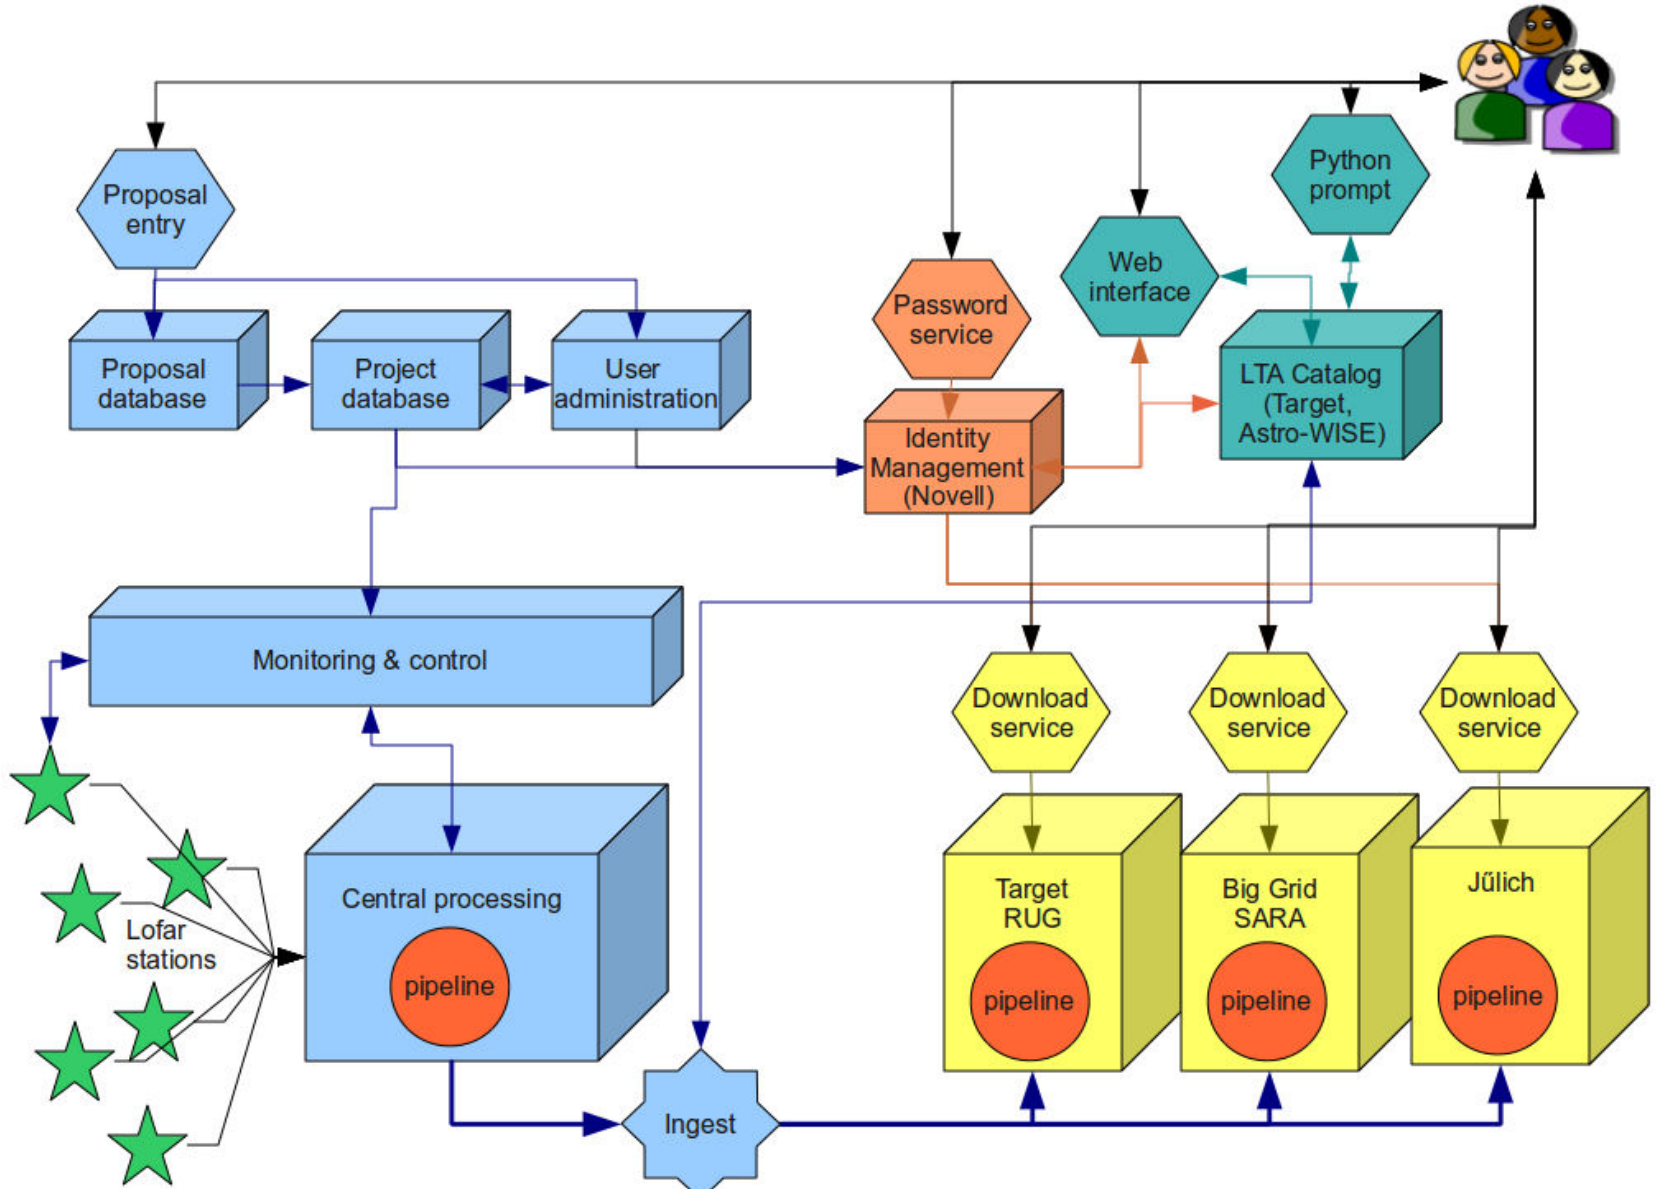 Proposal
entry
Python
prompt
Web
interface
Password
service
Proposal
database
Project
database
User
administration
LTA Catalog
(Target,
Astro-WISE)
Identity
Management
(Novell)
Monitoring & control
Download
service
Download
service
Download
service
Central processing
pipeline
Lofar
stations
Target
RUG
pipeline
Big Grid
SARA
pipeline
Jűlich
pipeline
Ingest